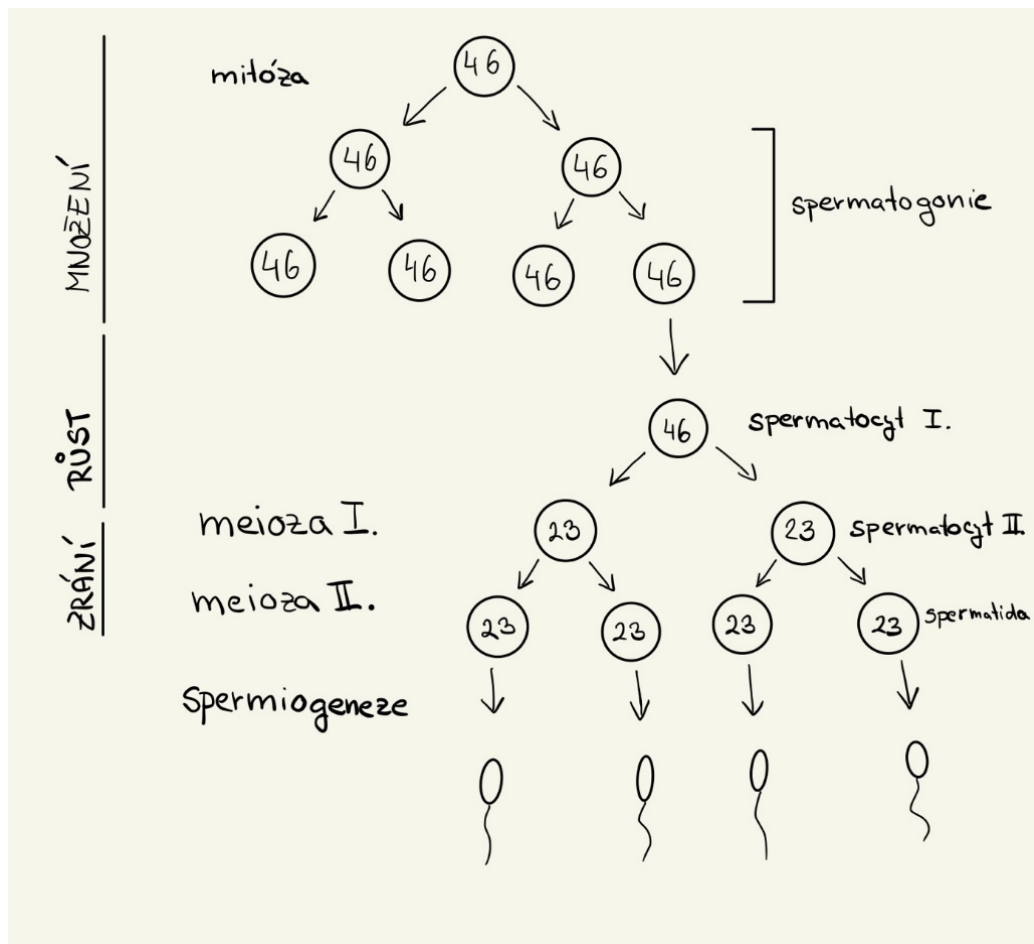 mitóza
46
46
46
46
46
46
46
spermatogonie
MNOŽENÍ
46
spermatocyt I.
RŮST
meioza I.
23
23
spermatocyt II.
meioza II.
23
23
23
23
spermatida
ZRÁNÍ
Spermiogeneze